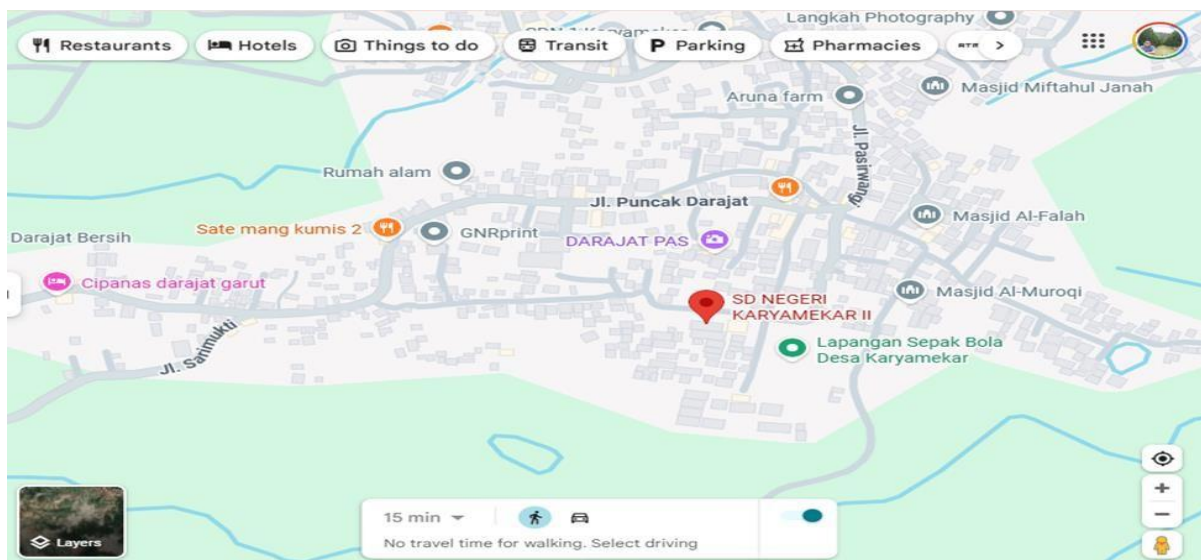 Langkah Photography
Restaurants
Hotels
Things to do
Transit
Parking
Pharmacies
Aruna farm
Masjid Miftahul Janah
Jl. Pasirwangi
Rumah alam
Jl. Puncak Darajat
Sate mang kumis 2
GNRprint
Masjid Al-Falah
Darajat Bersih
DARAJAT PAS
Cipanas darajat garut
Masjid Al-Muroqi
SD NEGERI
KARYAMEKAR II
Jl. Sarimukti
Lapangan Sepak Bola
Desa Karyamekar
Layers
15 min
No travel time for walking. Select driving